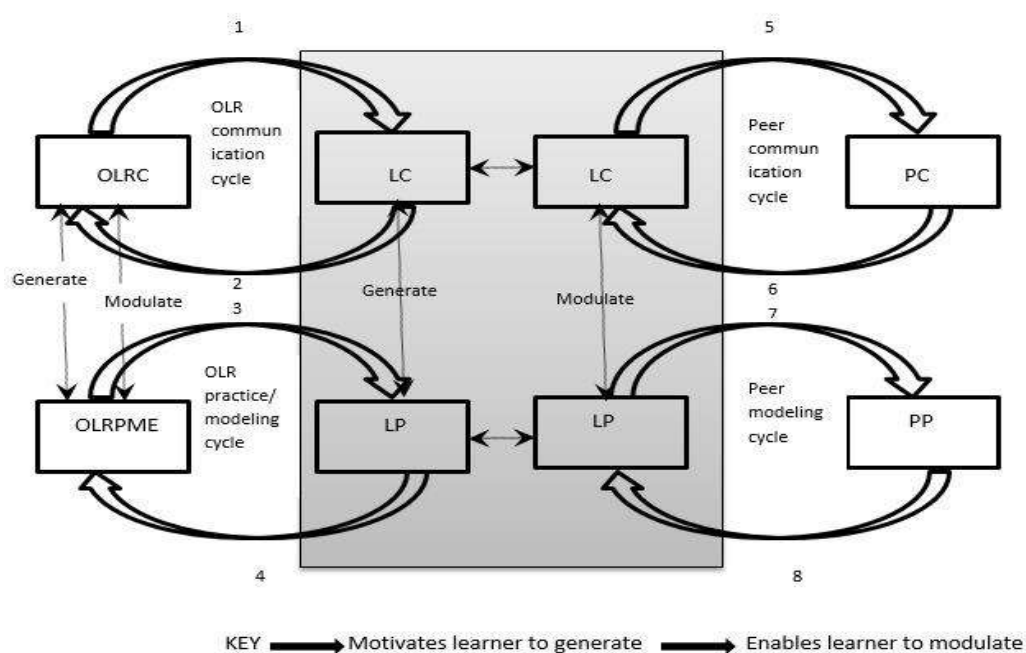 1
5
OLR
commun
ication
cycle
Peer
commun
ication
cycle
OLRC
LC
LC
PC
Generate
Modulate
Generate
Modulate
2
3
6
7
OLR
practice/
modeling
cycle
Peer
modeling
cycle
OLRPME
LP
LP
PP
4
8
KEY Motivates learner to generate Enables learner to modulate